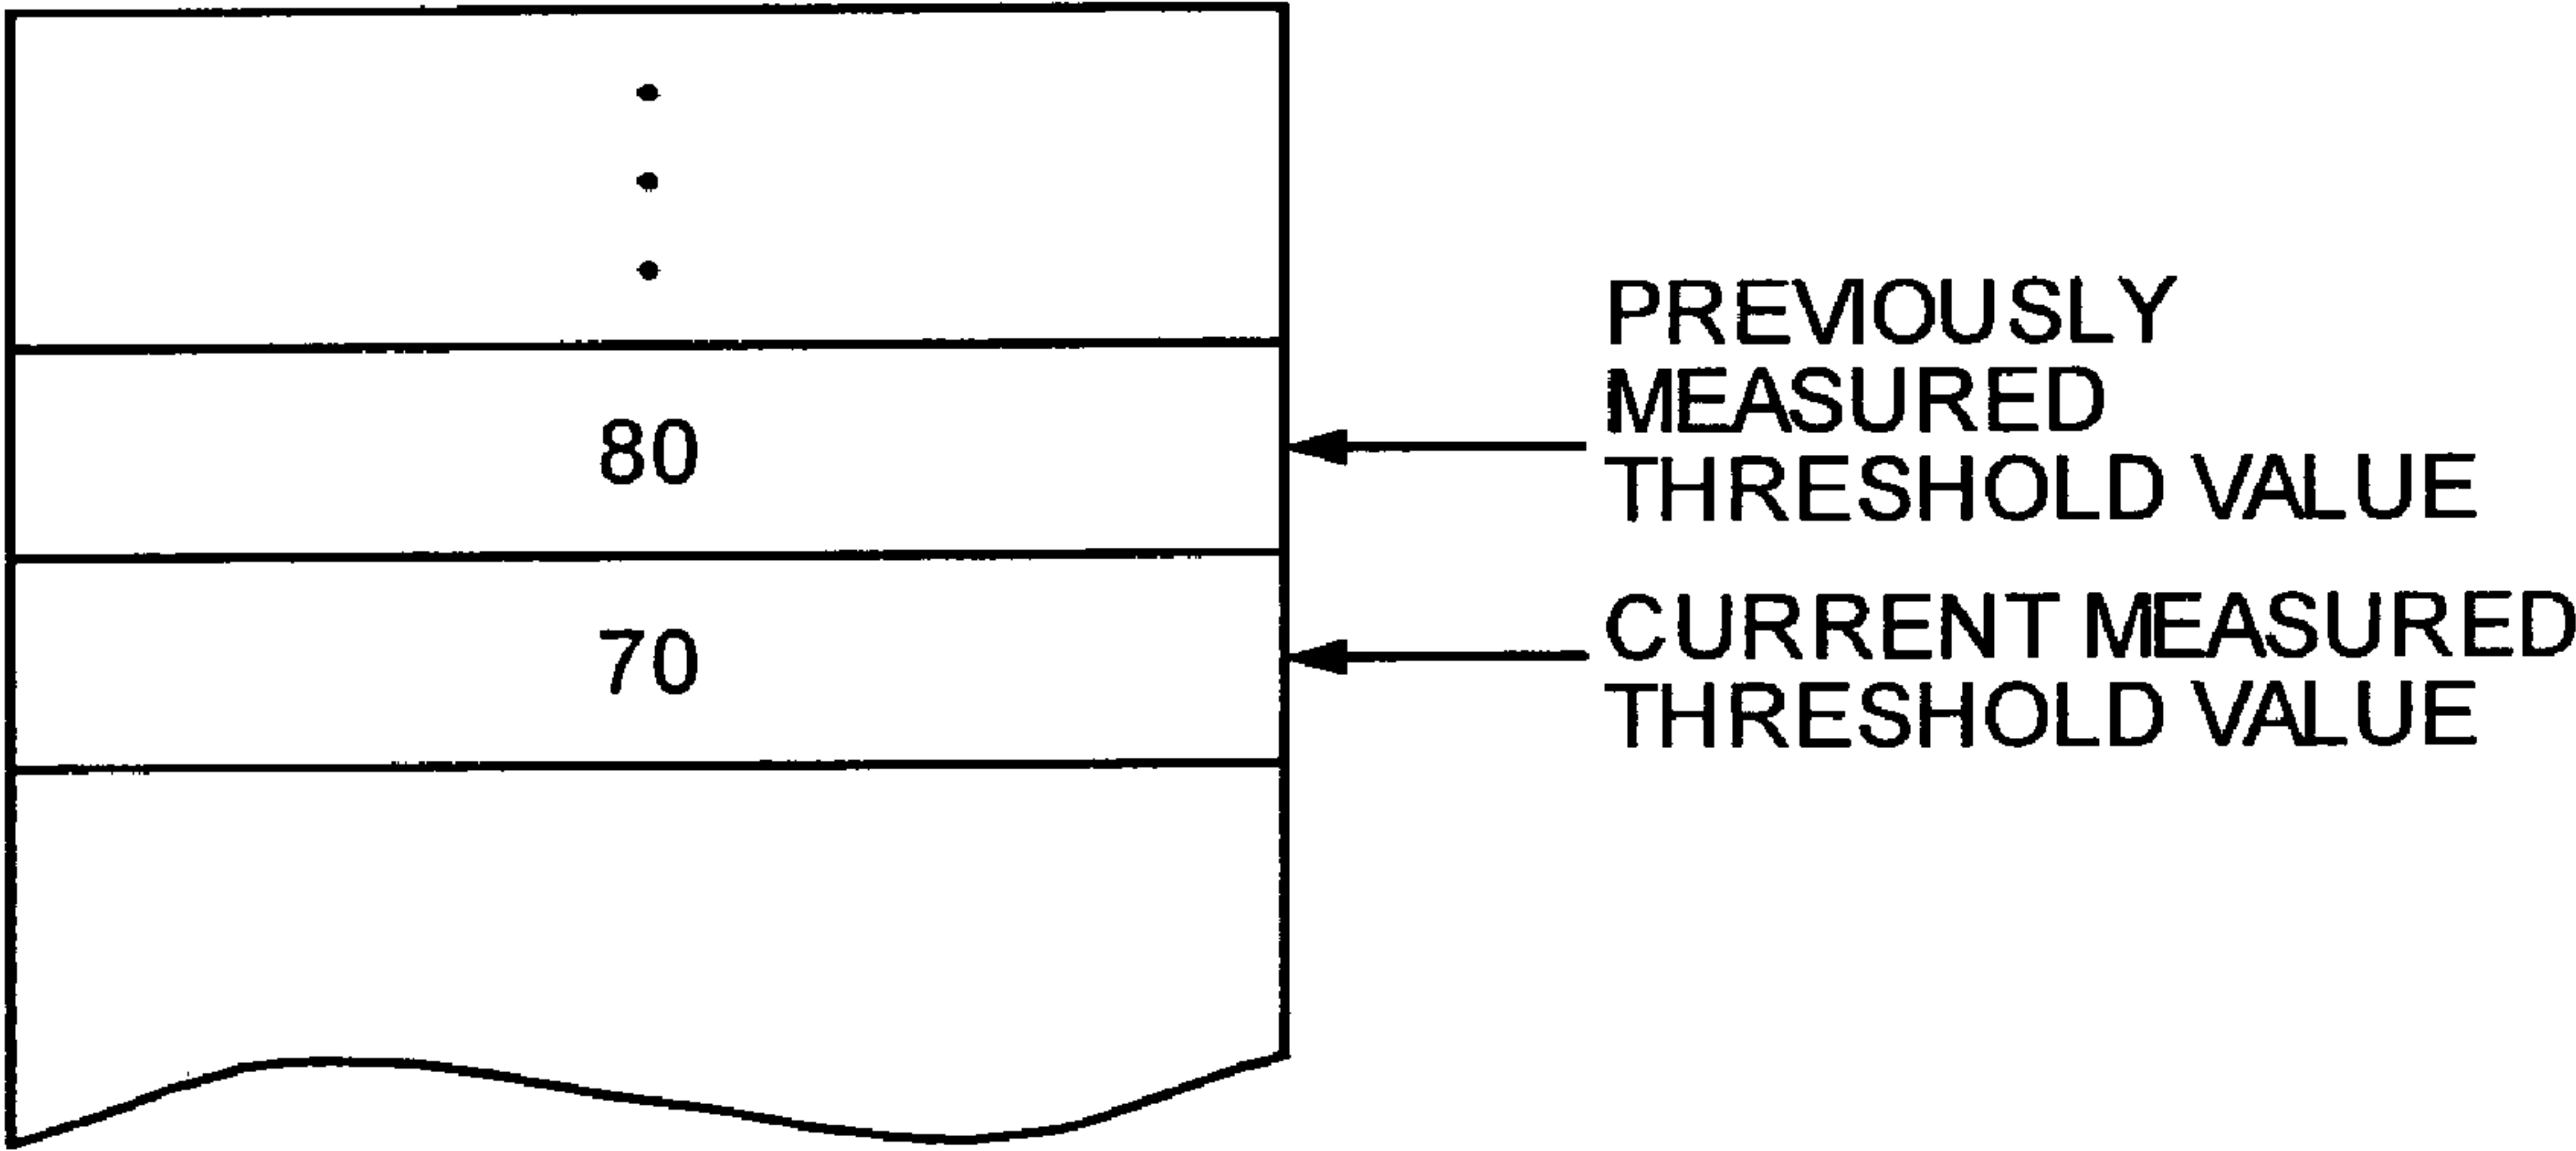 80
PREVIOUSLY
MEASURED
THRESHOLD VALUE
70
CURRENT MEASURED
THRESHOLD VALUE